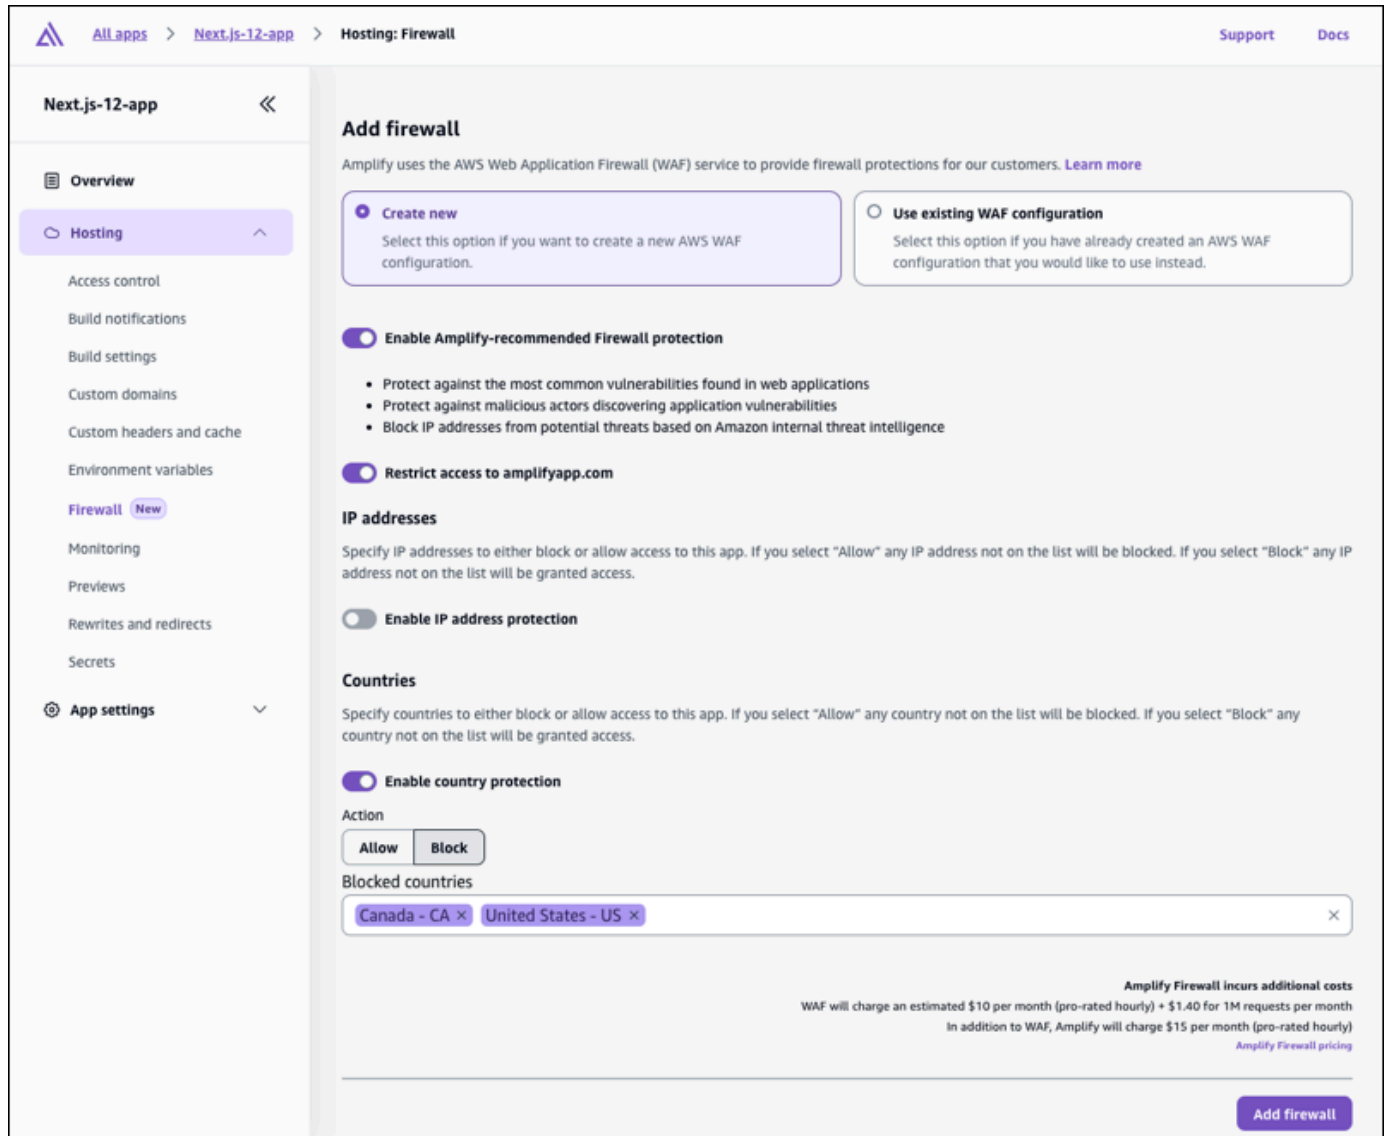 All apps > Next.js-12-app > Hosting: Firewall
Support Docs
Next.js-12-app
Overview
Hosting
Access control
Build notifications
Build settings
Custom domains
Custom headers and cache
Environment variables
Firewall New
Monitoring
Previews
Rewrites and redirects
Secrets
App settings
Add firewall
Amplify uses the AWS Web Application Firewall (WAF) service to provide firewall protections for our customers. Learn more
Create new
Select this option if you want to create a new AWS WAF
configuration.
Use existing WAF configuration
Select this option if you have already created an AWS WAF
configuration that you would like to use instead.
Enable Amplify-recommended Firewall protection
• Protect against the most common vulnerabilities found in web applications
• Protect against malicious actors discovering application vulnerabilities
• Block IP addresses from potential threats based on Amazon internal threat intelligence
Restrict access to amplifyapp.com
IP addresses
Specify IP addresses to either block or allow access to this app. If you select "Allow" any IP address not on the list will be blocked. If you select "Block" any IP
address not on the list will be granted access.
Enable IP address protection
Countries
Specify countries to either block or allow access to this app. If you select "Allow" any country not on the list will be blocked. If you select "Block" any
country not on the list will be granted access.
Enable country protection
Action
Allow Block
Blocked countries
Canada - CA × United States - US ×
Amplify Firewall incurs additional costs
WAF will charge an estimated $10 per month (pro-rated hourly) + $1.40 for 1M requests per month
In addition to WAF, Amplify will charge $15 per month (pro-rated hourly)
Amplify Firewall pricing
Add firewall